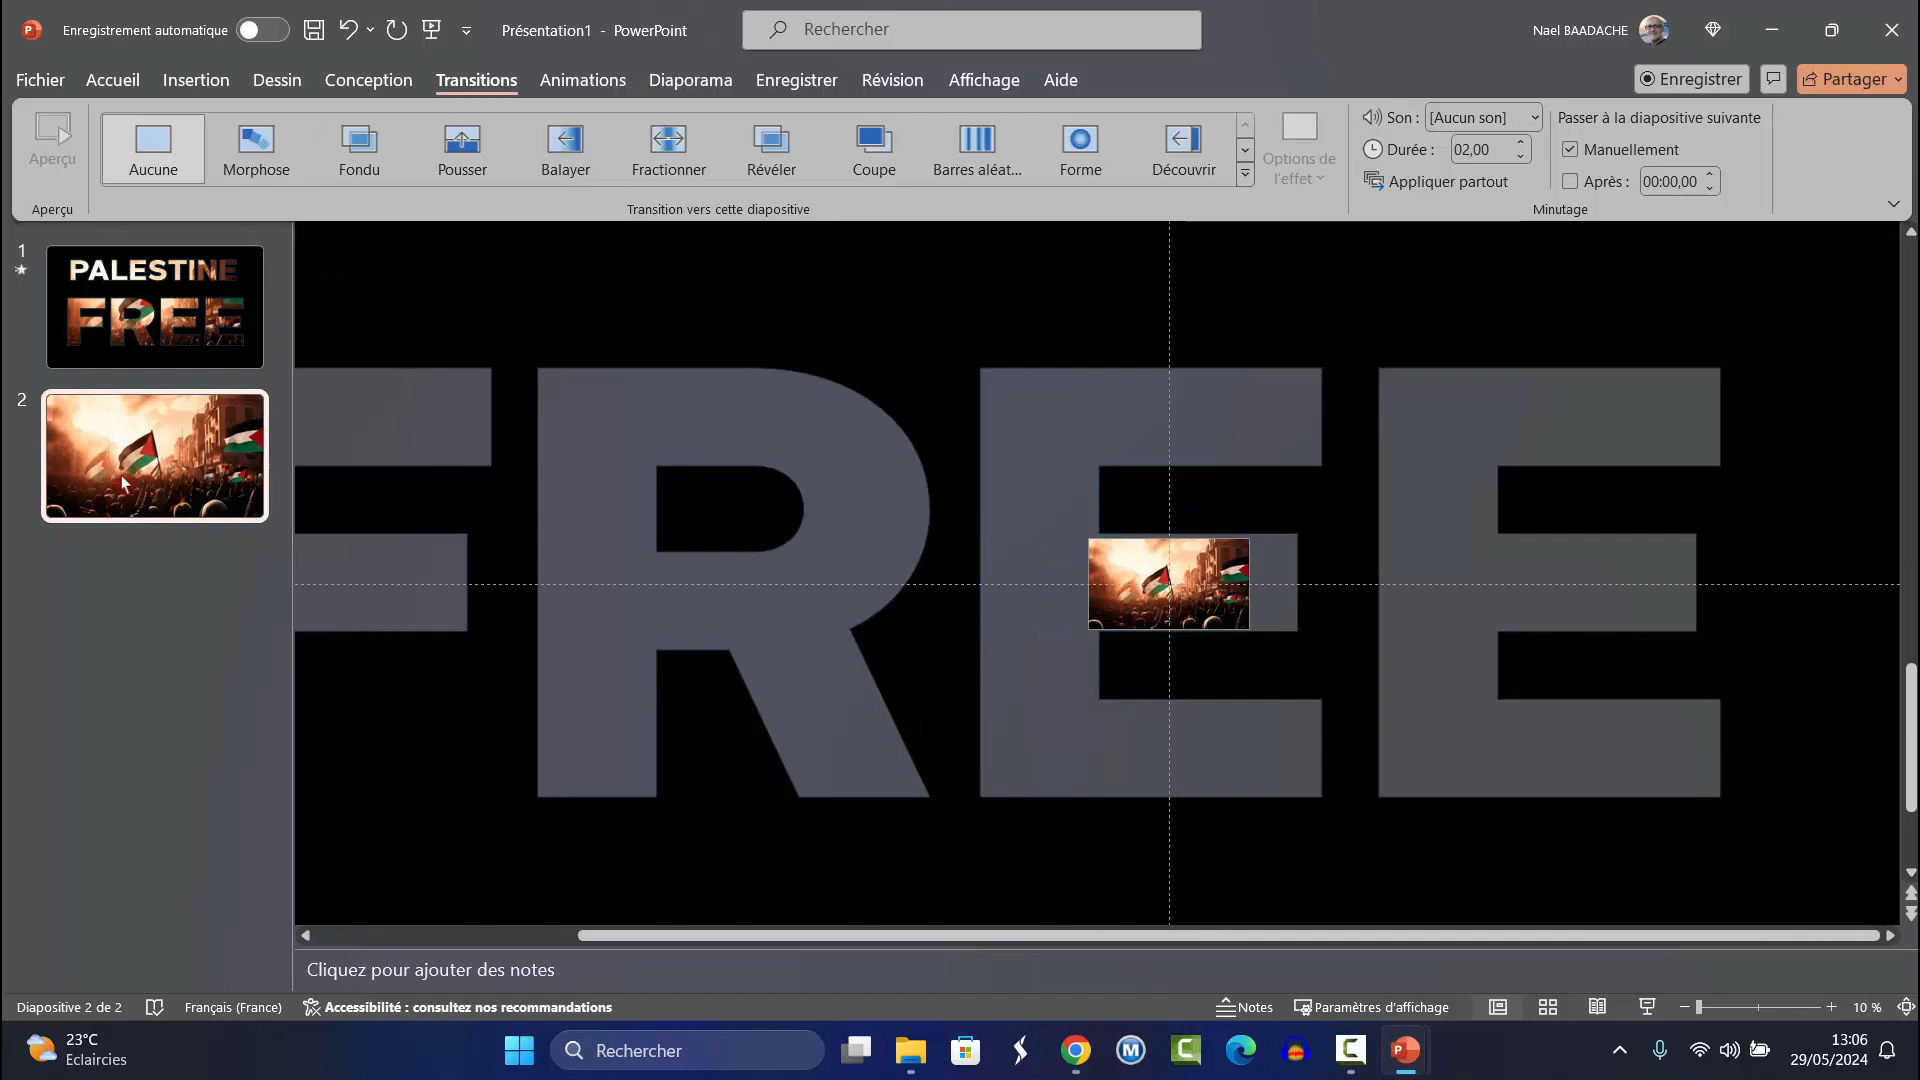 Enregistrement automatique
Présentation1 - PowerPoint
Rechercher
Nael BAADACHE
Fichier Accueil Insertion Dessin Conception Transitions Animations Diaporama Enregistrer Révision Affichage Aide
Enregistrer
Partager
Aperçu
Aucune Morphose Fondu Pousser Balayer Fractionner Révéler Coupe Barres aléat... Forme Découvrir
Options de l'effet
Son : [Aucun son]
Durée : 02,00
Appliquer partout
Passer à la diapositive suivante
Manuellement
Après : 00:00,00
Aperçu
Transition vers cette diapositive
Minutage
1
PALESTINE
FREE
2
FREE
Cliquez pour ajouter des notes
Diapositive 2 de 2 Français (France) Accessibilité : consultez nos recommandations
Notes Paramètres d'affichage 10 %
23°C
Eclaircies
Rechercher
13:06
29/05/2024